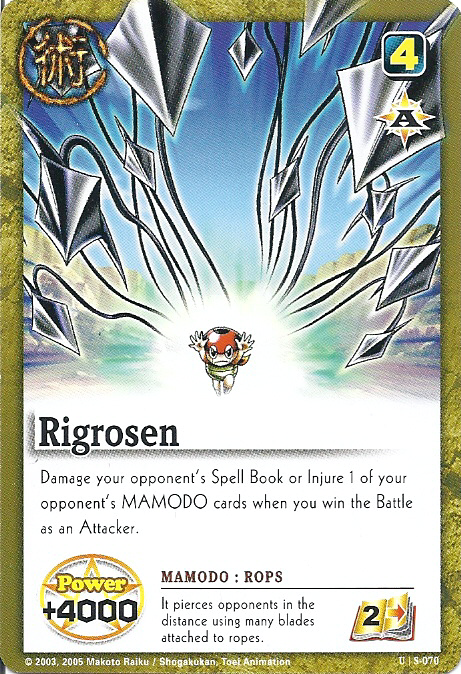 術
4
A
Rigrosen
Damage your opponent's Spell Book or Injure 1 of your
opponent's MAMODO cards when you win the Battle
as an Attacker.
Power
+4000
MAMODO : ROPS
It pierces opponents in the
distance using many blades
attached to ropes.
2
© 2003, 2005 Makoto Raiku / Shogakukan, Toei Animation
U | S-070